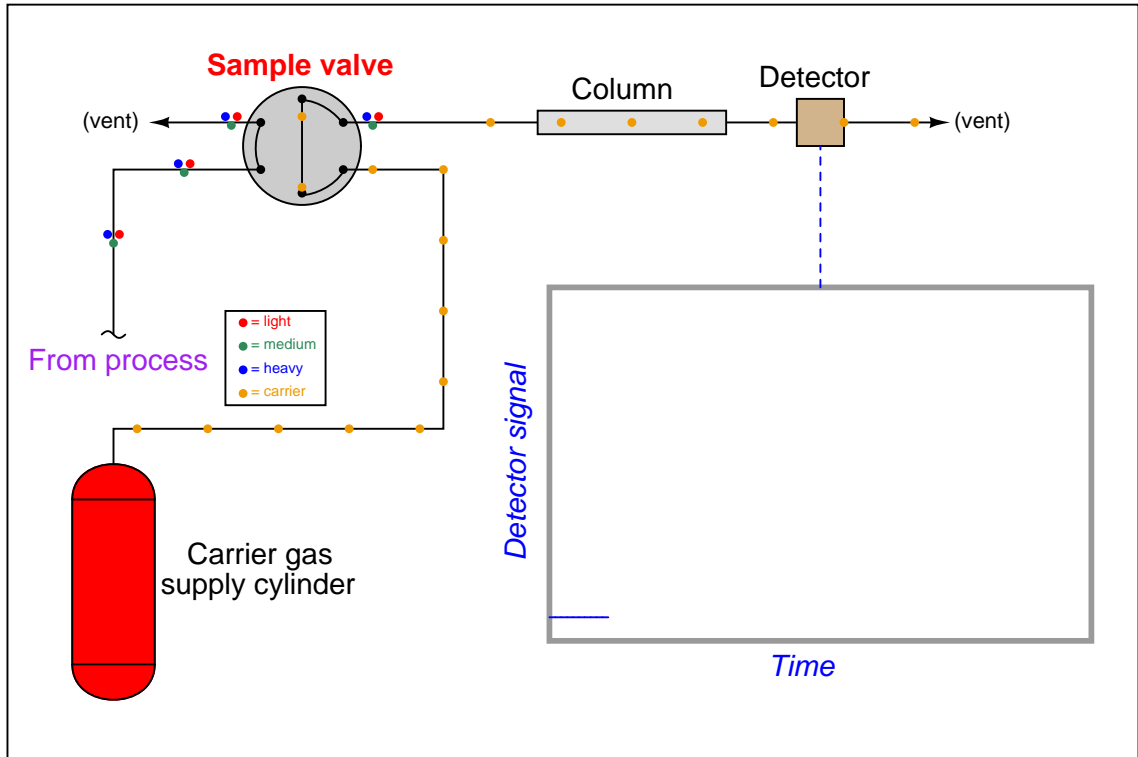 Sample valve
Column
Detector
(vent)
(vent)
= light
= medium
= heavy
= carrier
From process
Detector signal
Carrier gas
supply cylinder
Time